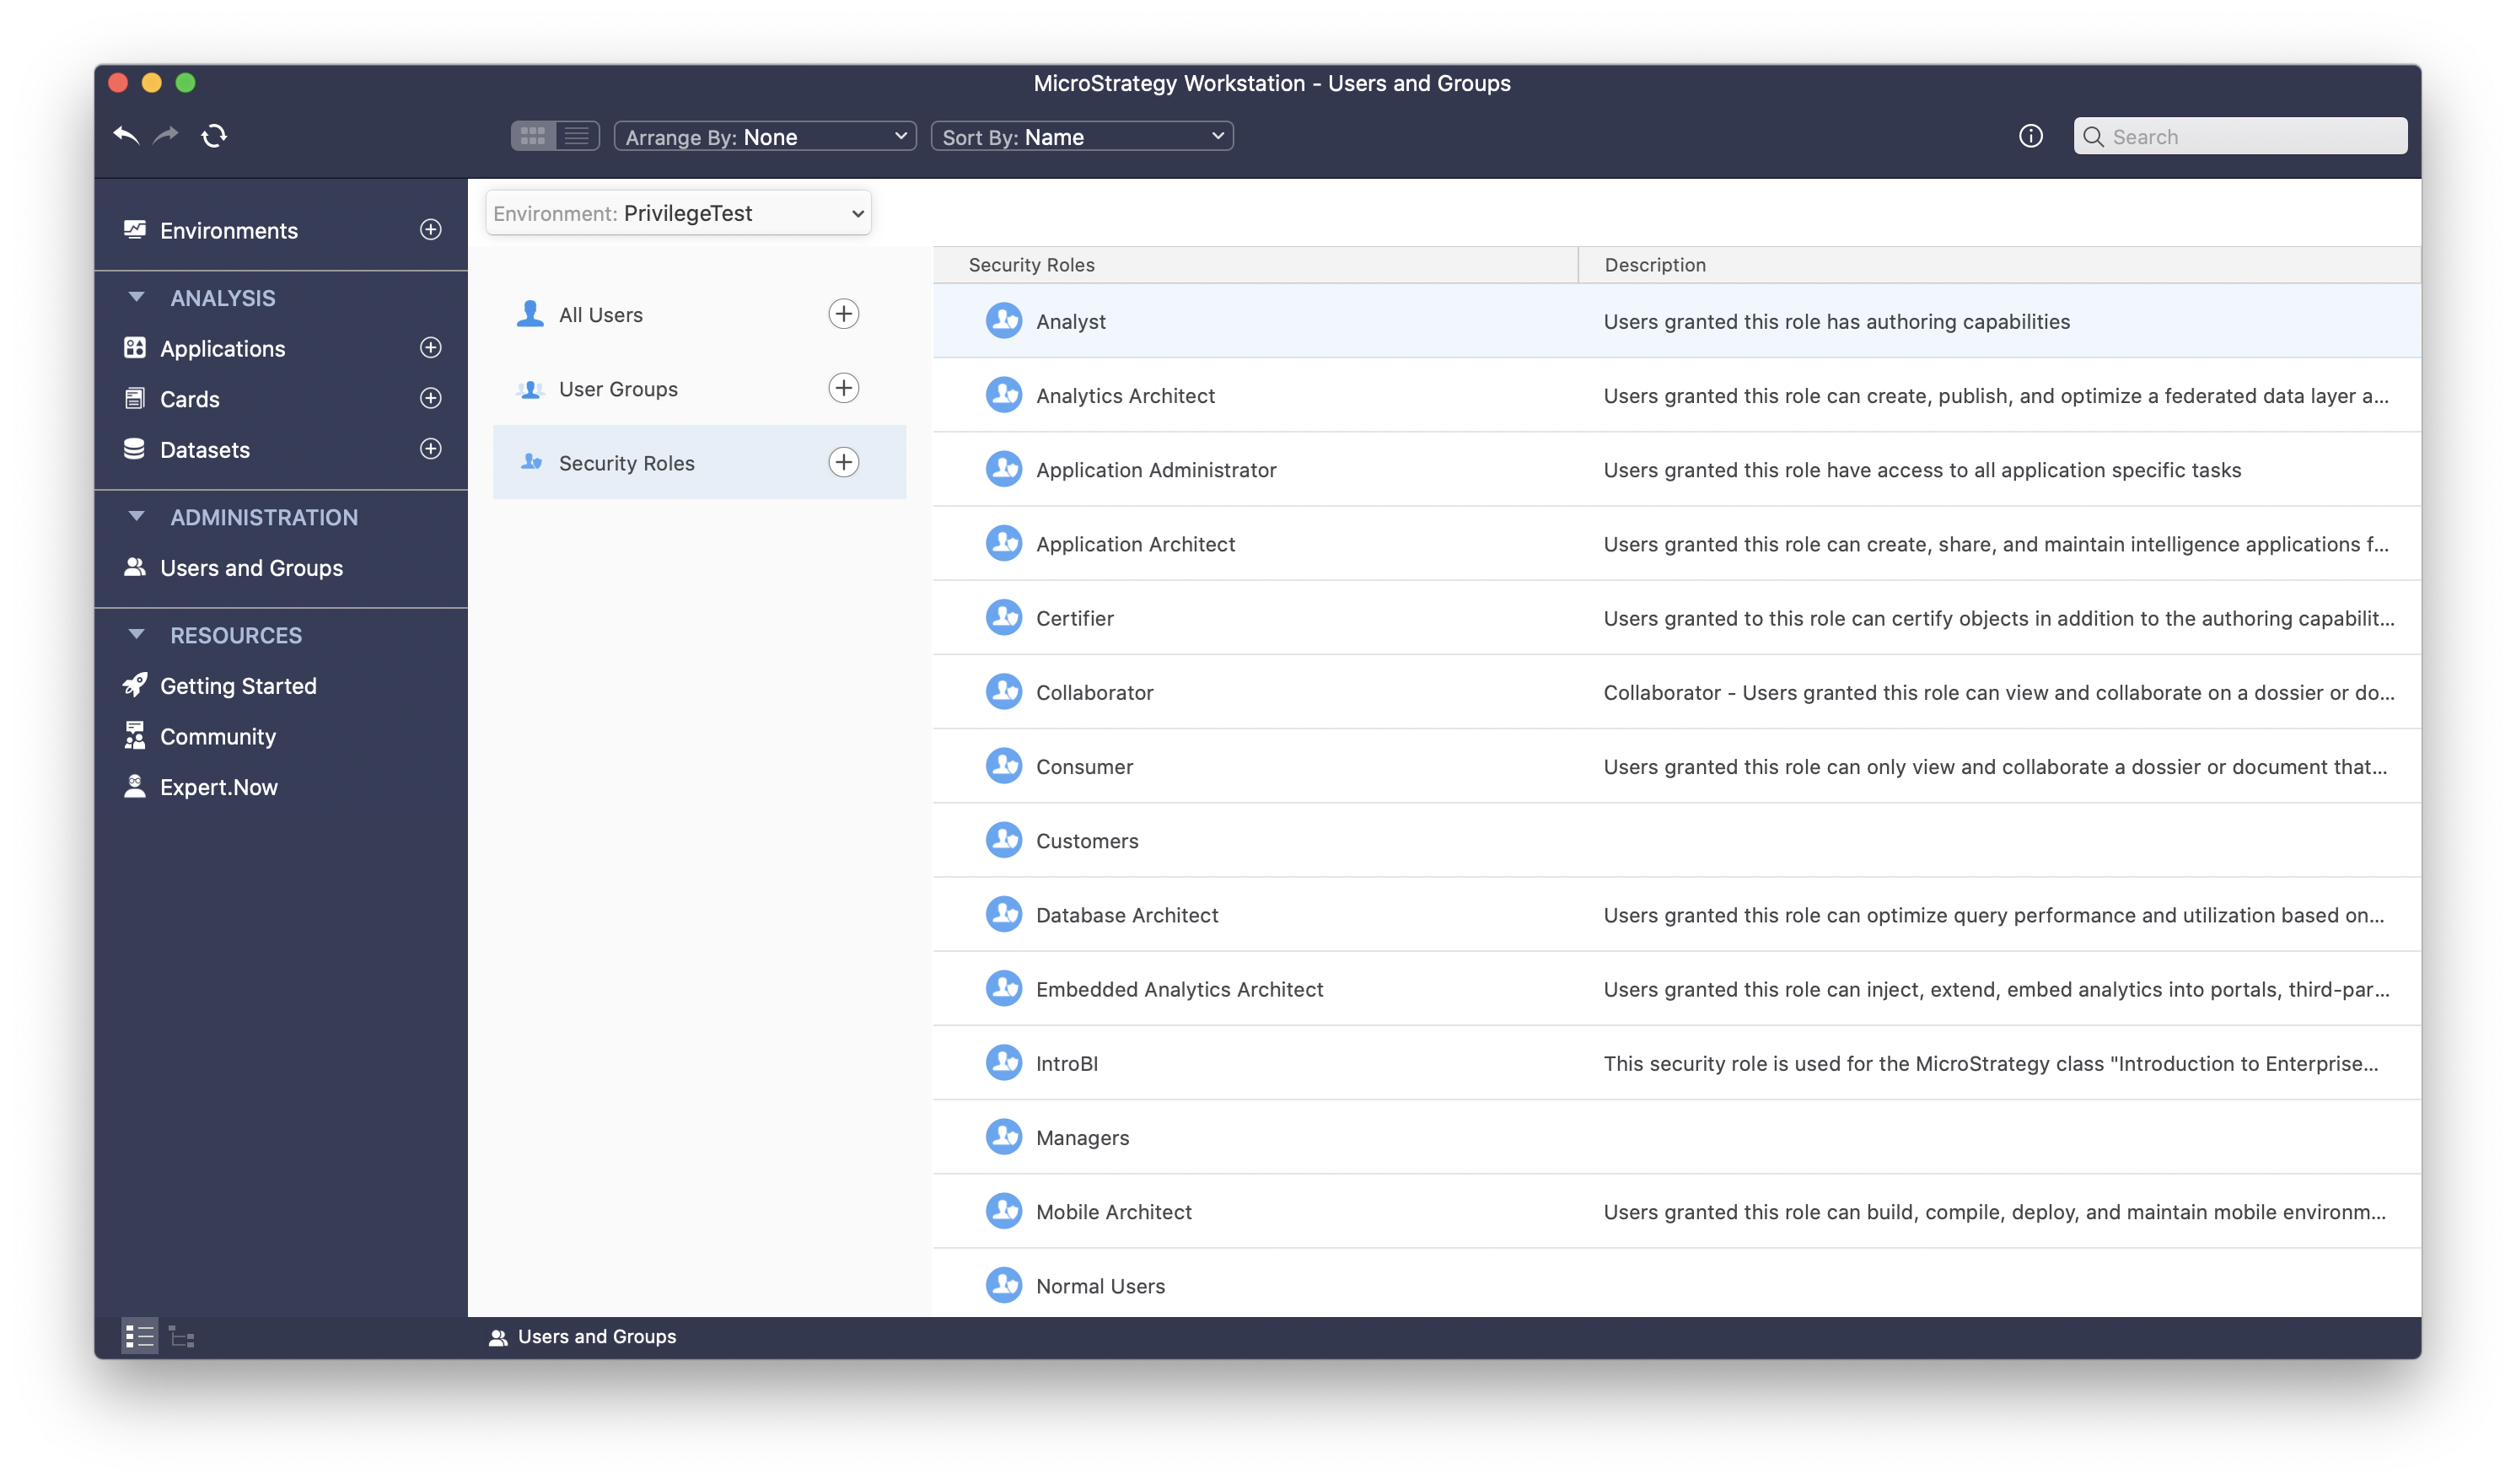 MicroStrategy Workstation - Users and Groups
Arrange By: None
Sort By: Name
Search
Environments
ANALYSIS
Applications
Cards
Datasets
ADMINISTRATION
Users and Groups
RESOURCES
Getting Started
Community
Expert.Now
Environment: PrivilegeTest
All Users
User Groups
Security Roles
Security Roles Description
Analyst Users granted this role has authoring capabilities
Analytics Architect Users granted this role can create, publish, and optimize a federated data layer a...
Application Administrator Users granted this role have access to all application specific tasks
Application Architect Users granted this role can create, share, and maintain intelligence applications f...
Certifier Users granted to this role can certify objects in addition to the authoring capabilit...
Collaborator Collaborator - Users granted this role can view and collaborate on a dossier or do...
Consumer Users granted this role can only view and collaborate a dossier or document that...
Customers
Database Architect Users granted this role can optimize query performance and utilization based on...
Embedded Analytics Architect Users granted this role can inject, extend, embed analytics into portals, third-par...
IntroBI This security role is used for the MicroStrategy class "Introduction to Enterprise...
Managers
Mobile Architect Users granted this role can build, compile, deploy, and maintain mobile environm...
Normal Users
Users and Groups